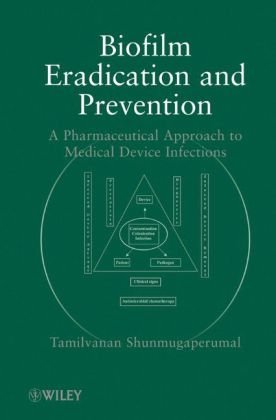 Biofilm
Eradication and
Prevention
A Pharmaceutical Approach to
Medical Device Infections
Device
Contamination
Colonization
Infection
Patient
Pathogen
Clinical signs
Antimicrobial chemotherapy
Tamilvanan Shunmugaperumal
WILEY